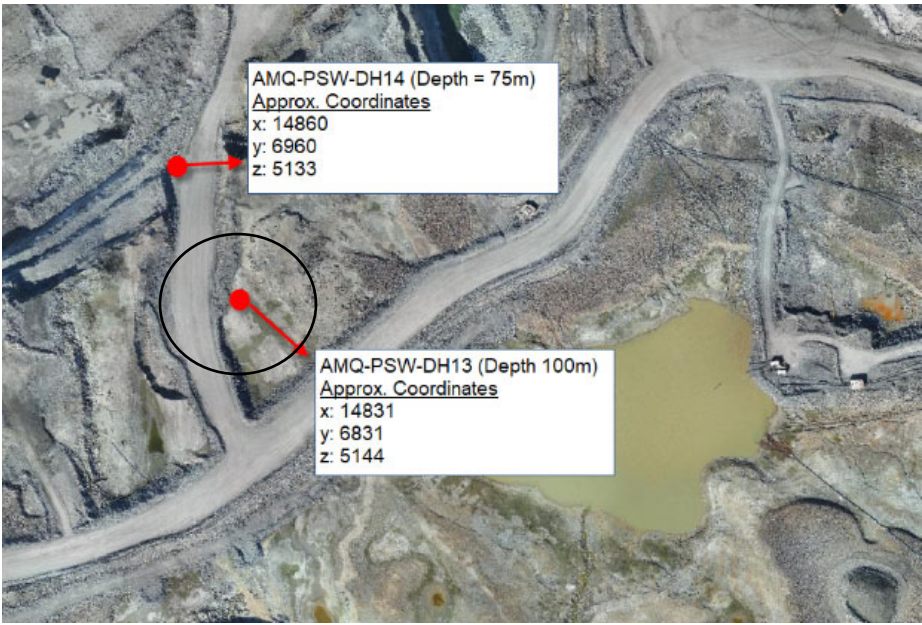 AMQ-PSW-DH14 (Depth = 75m)
Approx. Coordinates
x: 14860
y: 6960
z: 5133
AMQ-PSW-DH13 (Depth 100m)
Approx. Coordinates
x: 14831
y: 6831
z: 5144